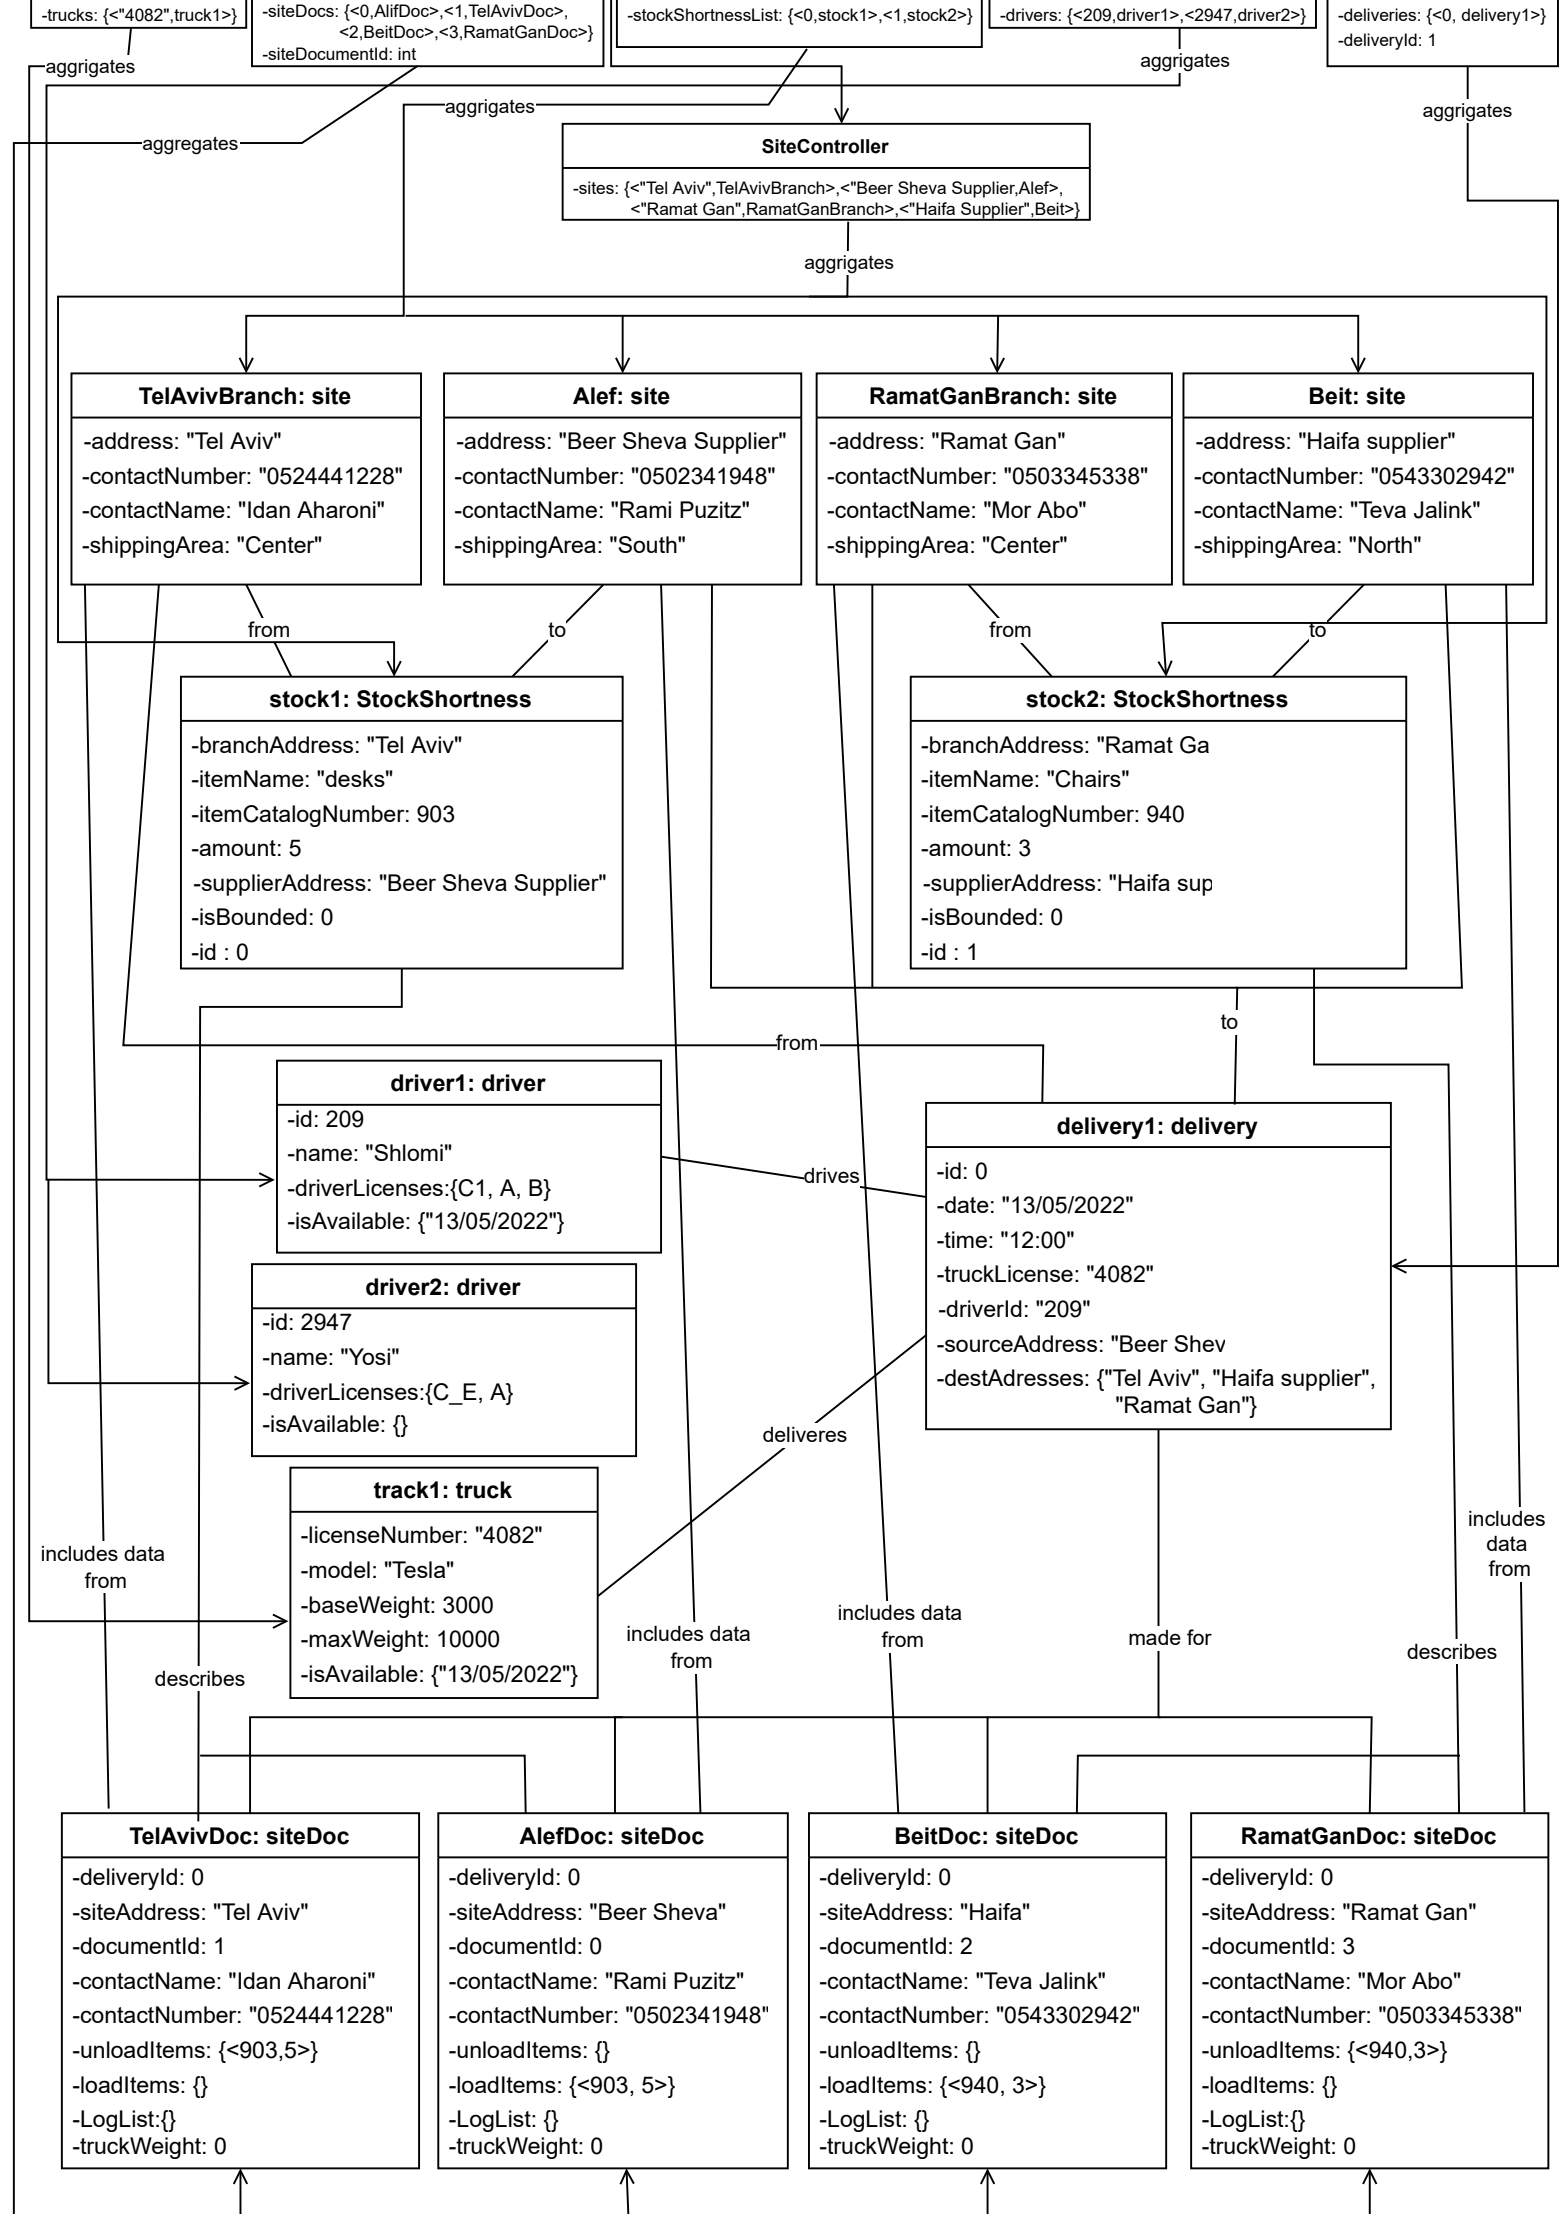 -trucks: {<"4082",truck1>}
-siteDocs: {<0,AlifDoc>,<1,TelAvivDoc>,
<2,BeitDoc>,<3,RamatGanDoc>}
-siteDocumentId: int
-stockShortnessList: {<0,stock1>,<1,stock2>}
-drivers: {<209,driver1>,<2947,driver2>}
-deliveries: {<0, delivery1>}
-deliveryId: 1
aggrigates
aggregates
aggrigates
aggrigates
aggrigates
SiteController
-sites: {<"Tel Aviv",TelAvivBranch>,<"Beer Sheva Supplier,Alef>,
<"Ramat Gan",RamatGanBranch>,<"Haifa Supplier",Beit>}
aggrigates
TelAvivBranch: site
-address: "Tel Aviv"
-contactNumber: "0524441228"
-contactName: "Idan Aharoni"
-shippingArea: "Center"
Alef: site
-address: "Beer Sheva Supplier"
-contactNumber: "0502341948"
-contactName: "Rami Puzitz"
-shippingArea: "South"
RamatGanBranch: site
-address: "Ramat Gan"
-contactNumber: "0503345338"
-contactName: "Mor Abo"
-shippingArea: "Center"
Beit: site
-address: "Haifa supplier"
-contactNumber: "0543302942"
-contactName: "Teva Jalink"
-shippingArea: "North"
from
to
from
to
stock1: StockShortness
-branchAddress: "Tel Aviv"
-itemName: "desks"
-itemCatalogNumber: 903
-amount: 5
-supplierAddress: "Beer Sheva Supplier"
-isBounded: 0
-id : 0
stock2: StockShortness
-branchAddress: "Ramat Ga
-itemName: "Chairs"
-itemCatalogNumber: 940
-amount: 3
-supplierAddress: "Haifa sup
-isBounded: 0
-id : 1
to
from
driver1: driver
-id: 209
-name: "Shlomi"
-driverLicenses:{C1, A, B}
-isAvailable: {"13/05/2022"}
drives
delivery1: delivery
-id: 0
-date: "13/05/2022"
-time: "12:00"
-truckLicense: "4082"
-driverId: "209"
-sourceAddress: "Beer Shev
-destAdresses: {"Tel Aviv", "Haifa supplier",
"Ramat Gan"}
driver2: driver
-id: 2947
-name: "Yosi"
-driverLicenses:{C_E, A}
-isAvailable: {}
deliveres
track1: truck
-licenseNumber: "4082"
-model: "Tesla"
-baseWeight: 3000
-maxWeight: 10000
-isAvailable: {"13/05/2022"}
includes data
from
describes
includes data
from
includes data
from
made for
describes
includes
data
from
TelAvivDoc: siteDoc
-deliveryId: 0
-siteAddress: "Tel Aviv"
-documentId: 1
-contactName: "Idan Aharoni"
-contactNumber: "0524441228"
-unloadItems: {<903,5>}
-loadItems: {}
-LogList:{}
-truckWeight: 0
AlefDoc: siteDoc
-deliveryId: 0
-siteAddress: "Beer Sheva"
-documentId: 0
-contactName: "Rami Puzitz"
-contactNumber: "0502341948"
-unloadItems: {}
-loadItems: {<903, 5>}
-LogList: {}
-truckWeight: 0
BeitDoc: siteDoc
-deliveryId: 0
-siteAddress: "Haifa"
-documentId: 2
-contactName: "Teva Jalink"
-contactNumber: "0543302942"
-unloadItems: {}
-loadItems: {<940, 3>}
-LogList: {}
-truckWeight: 0
RamatGanDoc: siteDoc
-deliveryId: 0
-siteAddress: "Ramat Gan"
-documentId: 3
-contactName: "Mor Abo"
-contactNumber: "0503345338"
-unloadItems: {<940,3>}
-loadItems: {}
-LogList:{}
-truckWeight: 0